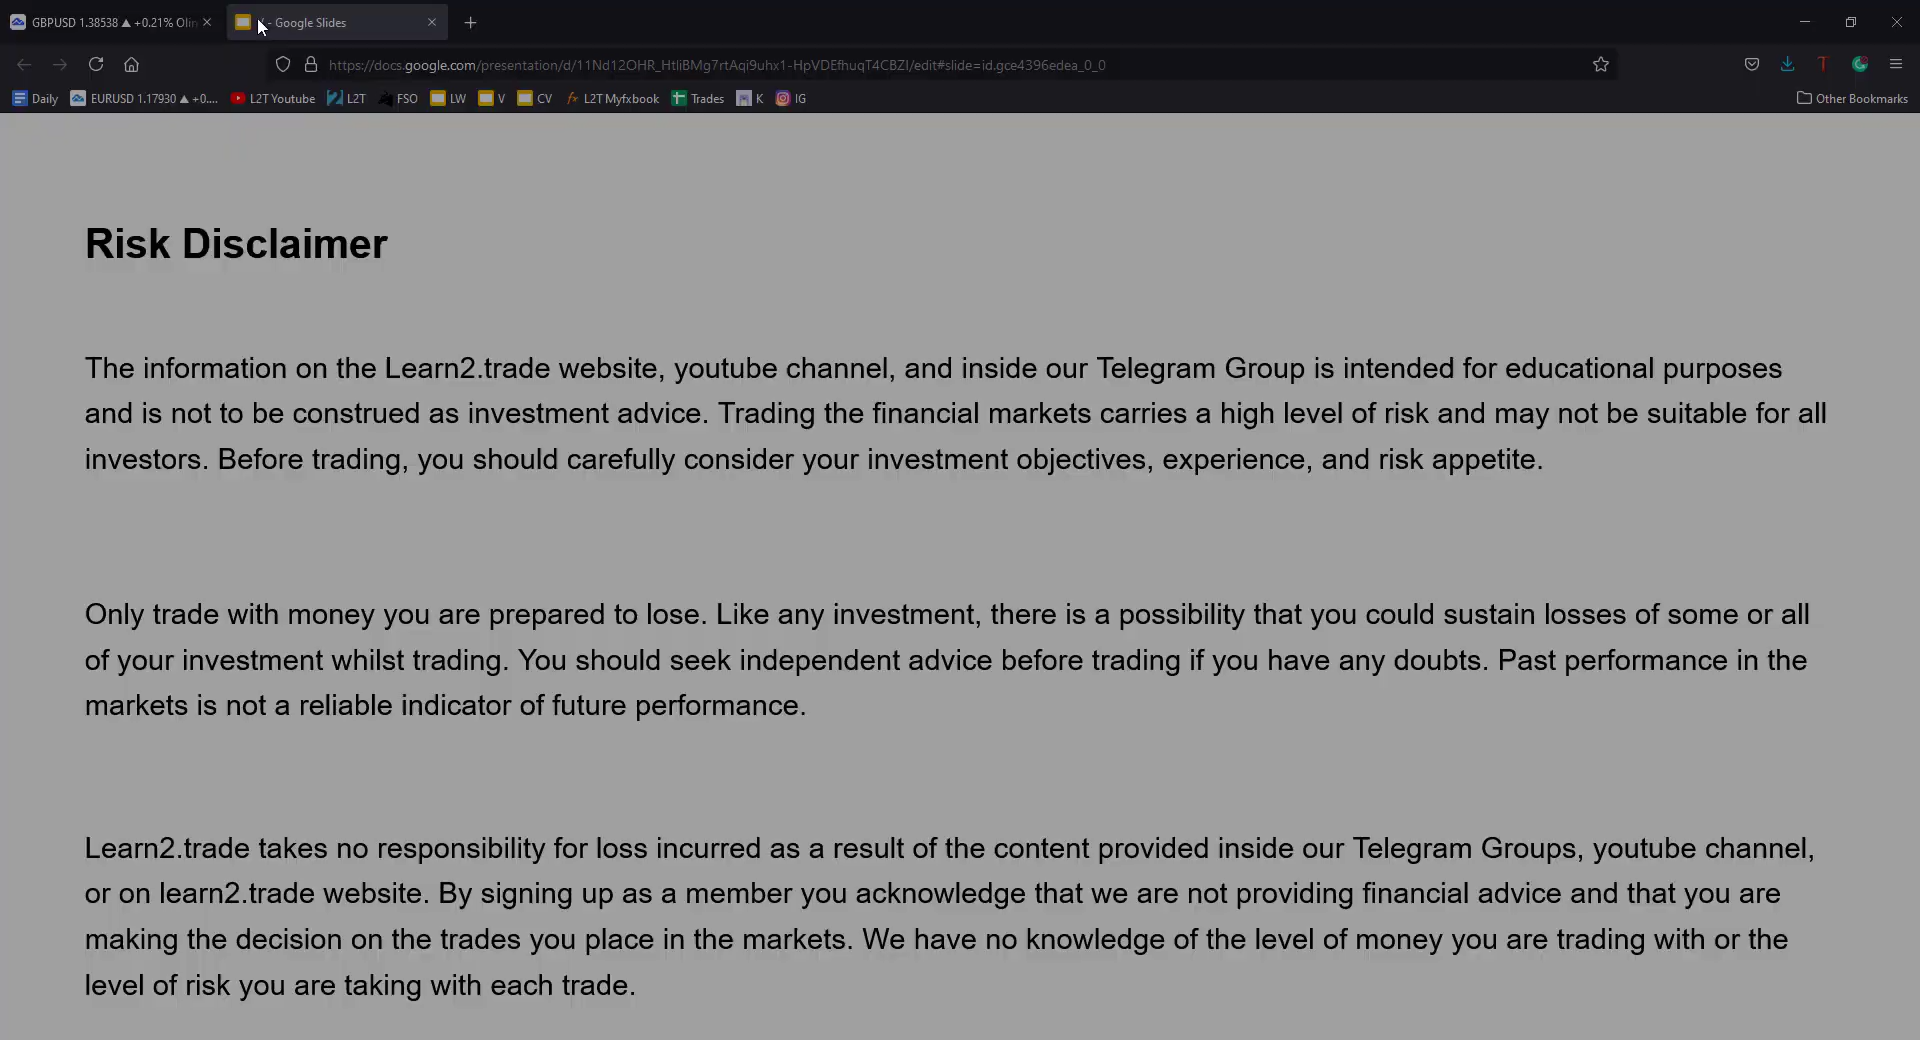 GBPUSD 1.38538 ▲ +0.21% Olin
- Google Slides
https://docs.google.com/presentation/d/11Nd12OHR_HtliBMg7rtAqi9uhx1-HpVDEfhuqT4CBZI/edit#slide=id.gce4396edea_0_0
Daily EURUSD 1.17930 ▲ +0.... L2T Youtube L2T FSO LW V CV L2T Myfxbook Trades K IG Other Bookmarks
Risk Disclaimer
The information on the Learn2.trade website, youtube channel, and inside our Telegram Group is intended for educational purposes
and is not to be construed as investment advice. Trading the financial markets carries a high level of risk and may not be suitable for all
investors. Before trading, you should carefully consider your investment objectives, experience, and risk appetite.
Only trade with money you are prepared to lose. Like any investment, there is a possibility that you could sustain losses of some or all
of your investment whilst trading. You should seek independent advice before trading if you have any doubts. Past performance in the
markets is not a reliable indicator of future performance.
Learn2.trade takes no responsibility for loss incurred as a result of the content provided inside our Telegram Groups, youtube channel,
or on learn2.trade website. By signing up as a member you acknowledge that we are not providing financial advice and that you are
making the decision on the trades you place in the markets. We have no knowledge of the level of money you are trading with or the
level of risk you are taking with each trade.